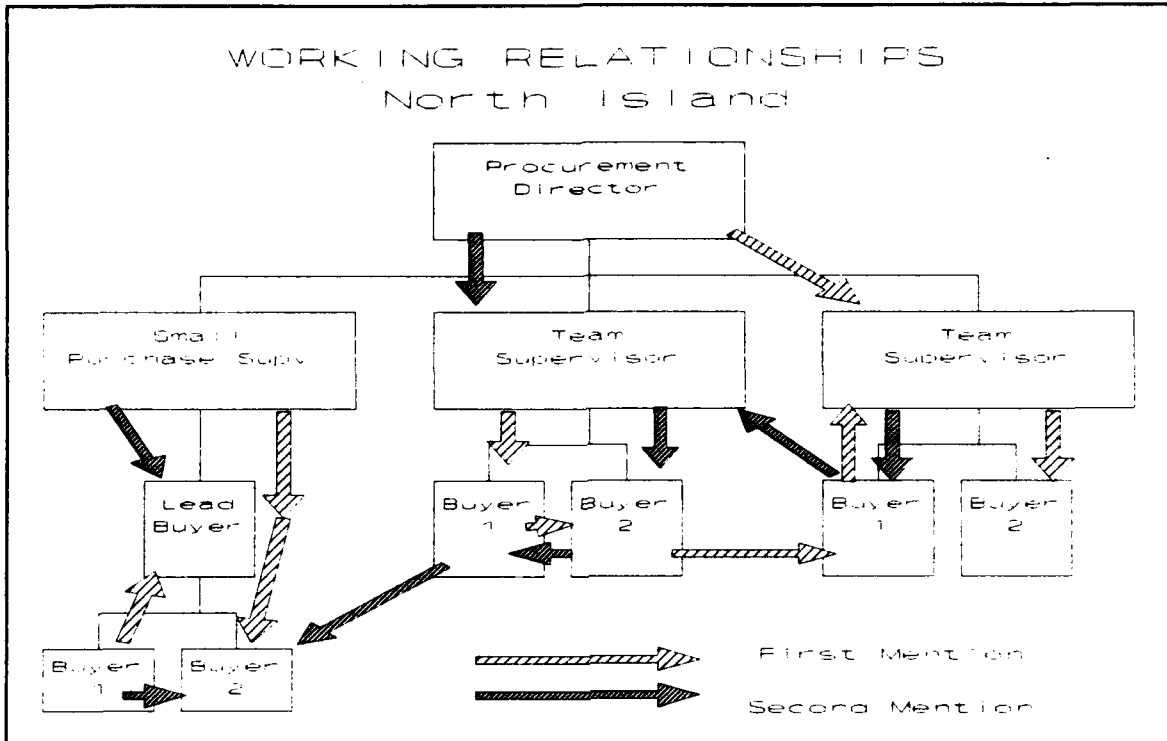 WORKING RELATIONSHIPS
North Island
Procurement
Director
Small
Purchase Supv
Team
Supervisor
Team
Supervisor
Lead
Buyer
Buyer
1
Buyer
2
Buyer
1
Buyer
2
Buyer
1
Buyer
2
First Mention
Second Mention